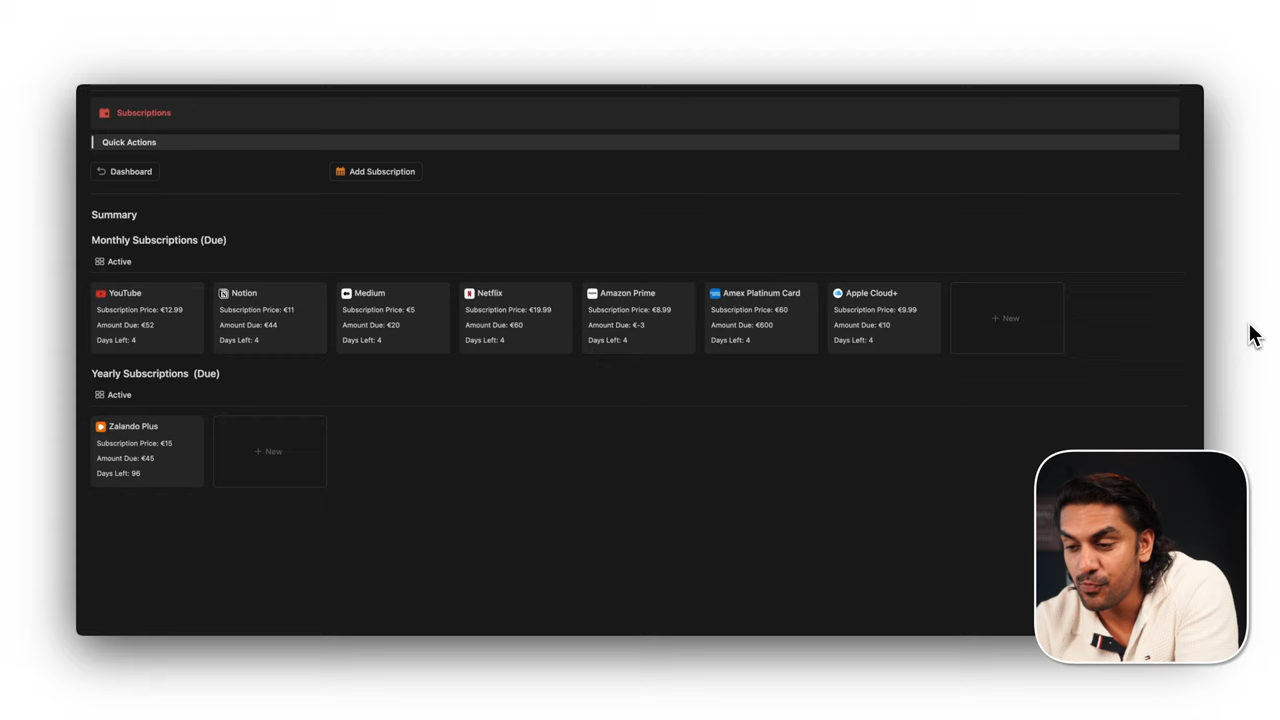 Subscriptions
Quick Actions
Dashboard
Add Subscription
Summary
Monthly Subscriptions (Due)
Active
YouTube
Subscription Price: €12.99
Amount Due: €52
Days Left: 4
Notion
Subscription Price: €11
Amount Due: €44
Days Left: 4
Medium
Subscription Price: €5
Amount Due: €20
Days Left: 4
Netflix
Subscription Price: €19.99
Amount Due: €60
Days Left: 4
Amazon Prime
Subscription Price: €8.99
Amount Due: €-3
Days Left: 4
Amex Platinum Card
Subscription Price: €60
Amount Due: €600
Days Left: 4
Apple Cloud+
Subscription Price: €9.99
Amount Due: €10
Days Left: 4
+ New
Yearly Subscriptions (Due)
Active
Zalando Plus
Subscription Price: €15
Amount Due: €45
Days Left: 96
+ New